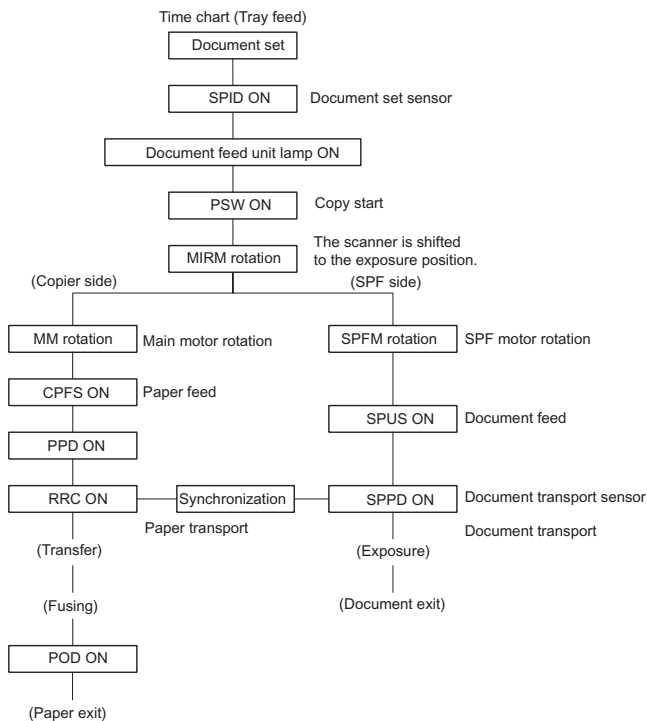 Time chart (Tray feed)
Document set
SPID ON
Document set sensor
Document feed unit lamp ON
PSW ON
Copy start
MIRM rotation
The scanner is shifted
to the exposure position.
(Copier side)
(SPF side)
MM rotation
Main motor rotation
SPFM rotation
SPF motor rotation
CPFS ON
Paper feed
SPUS ON
Document feed
PPD ON
RRC ON
Synchronization
SPPD ON
Document transport sensor
Paper transport
Document transport
(Transfer)
(Exposure)
(Fusing)
(Document exit)
POD ON
(Paper exit)